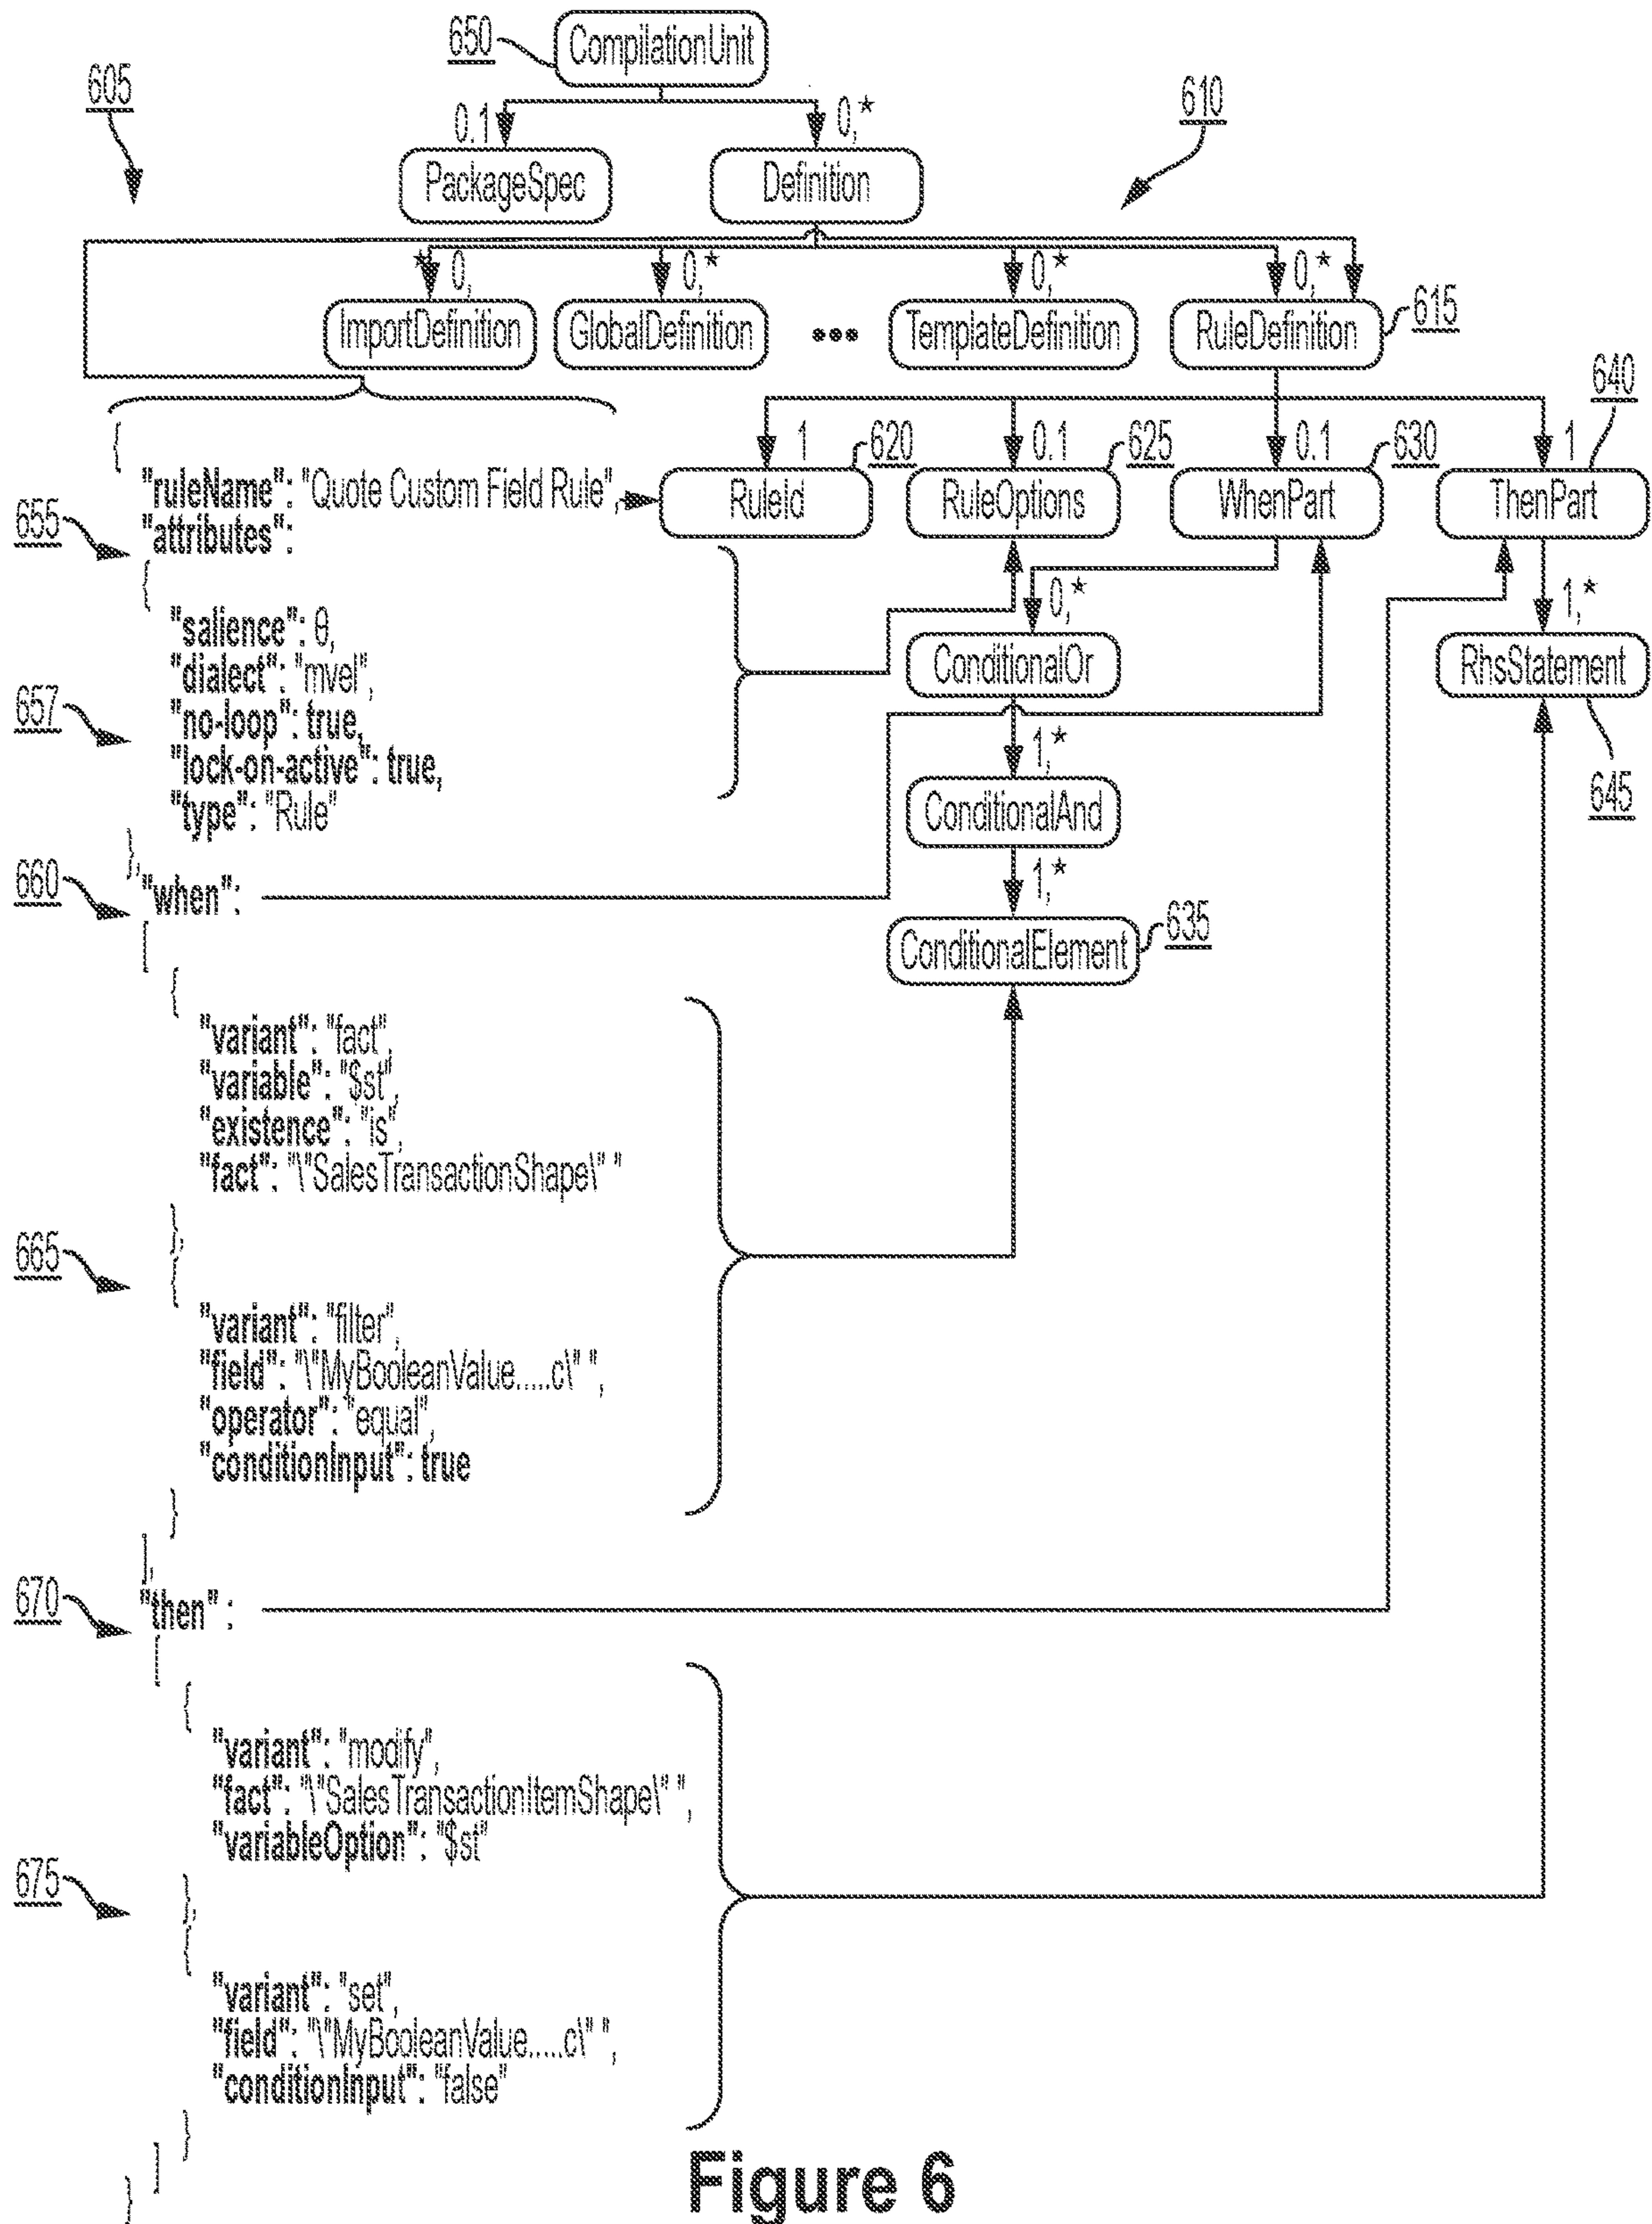 650 CompilationUnit
605
610
0.1 0,*
PackageSpec Definition
*0, 0,* 0,* 0,*
ImportDefinition GlobalDefinition ••• TemplateDefinition RuleDefinition 615
640
{
1 620 0.1 625 0.1 630 1
"ruleName": "Quote Custom Field Rule", RuleId RuleOptions WhenPart ThenPart
655 "attributes":
{
0,* 1,*
"salience": 0,
"dialect": "mvel", ConditionalOr RhsStatement
657 "no-loop": true,
1,*
"lock-on-active": true,
"type": "Rule" ConditionalAnd 645
},
660 "when": 1,*
[ ConditionalElement 635
{
"variant": "fact",
"variable": "$st",
"existence": "is",
"fact": "\"SalesTransactionShape\" "
},
665
{
"variant": "filter",
"field": "\"MyBooleanValue.....c\" ",
"operator": "equal",
"conditionInput": true
}
],
670 "then" :
[
{
"variant": "modify",
"fact": "\"SalesTransactionItemShape\" ",
"variableOption": "$st"
675
},
{
"variant": "set",
"field": "\"MyBooleanValue.....c\" ",
"conditionInput": "false"
}
]
}
Figure 6